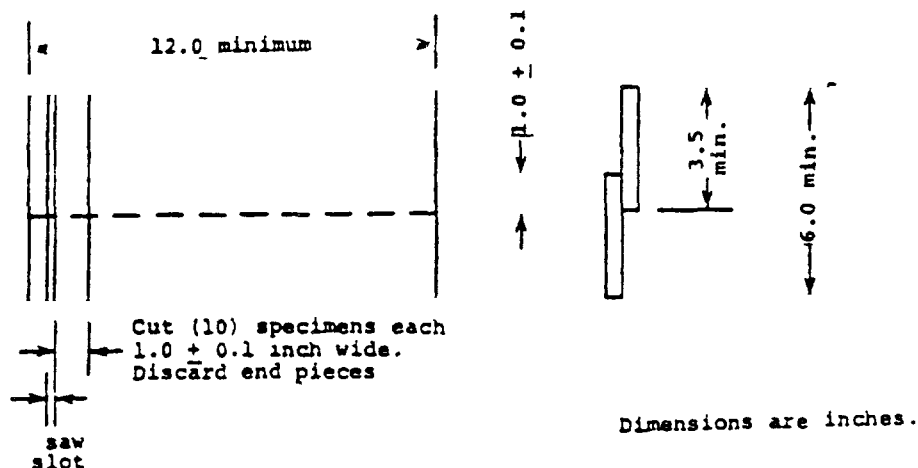 12.0 minimum
1.0 ± 0.1
3.5
min.
6.0 min.
Cut (10) specimens each
1.0 ± 0.1 inch wide.
Discard end pieces
saw
slot
Dimensions are inches.